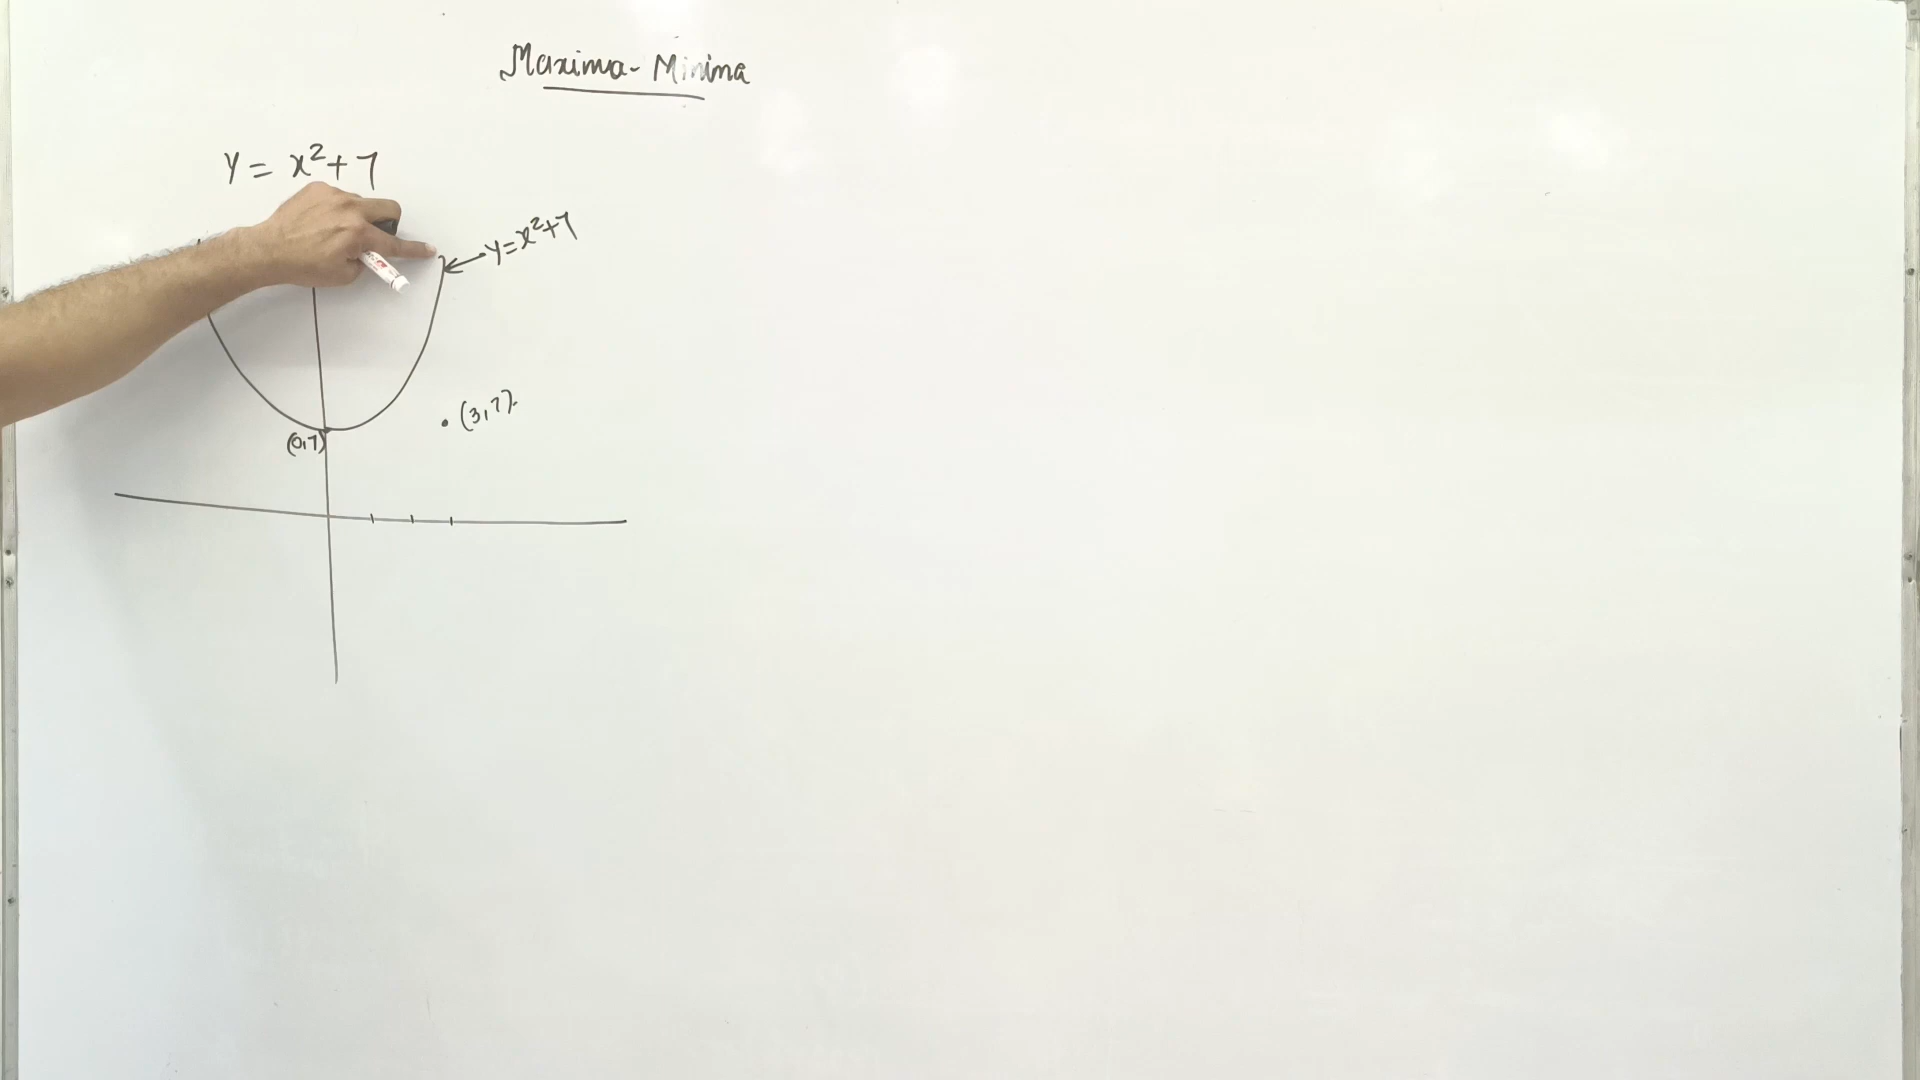 Maxima - Minima
y = x² + 7
y = x² + 7
(3,7)
(0,7)